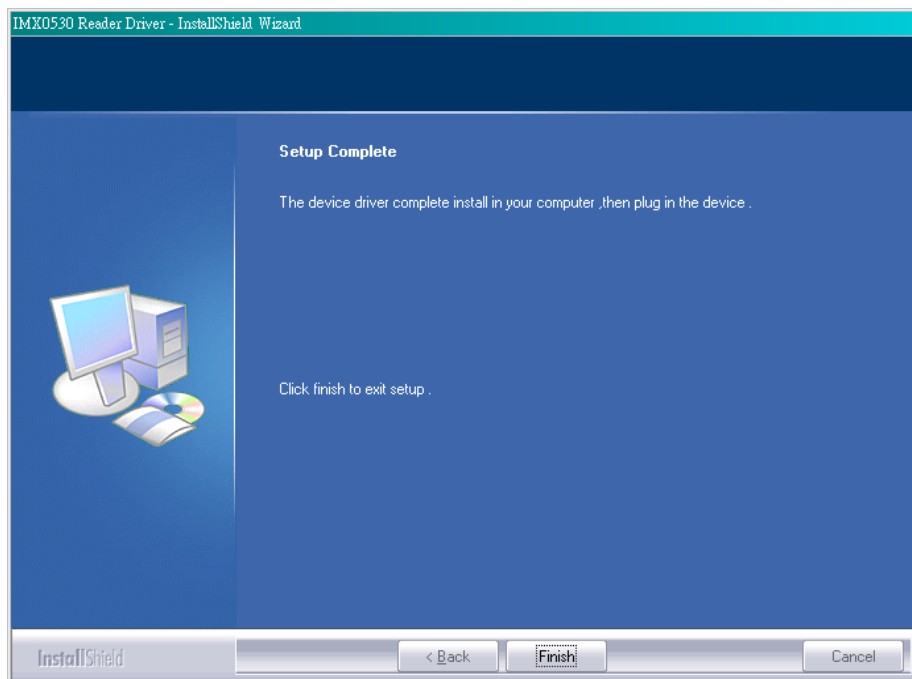 IMX0530 Reader Driver - InstallShield Wizard
Setup Complete
The device driver complete install in your computer ,then plug in the device .
Click finish to exit setup .
InstallShield
< Back
Finish
Cancel